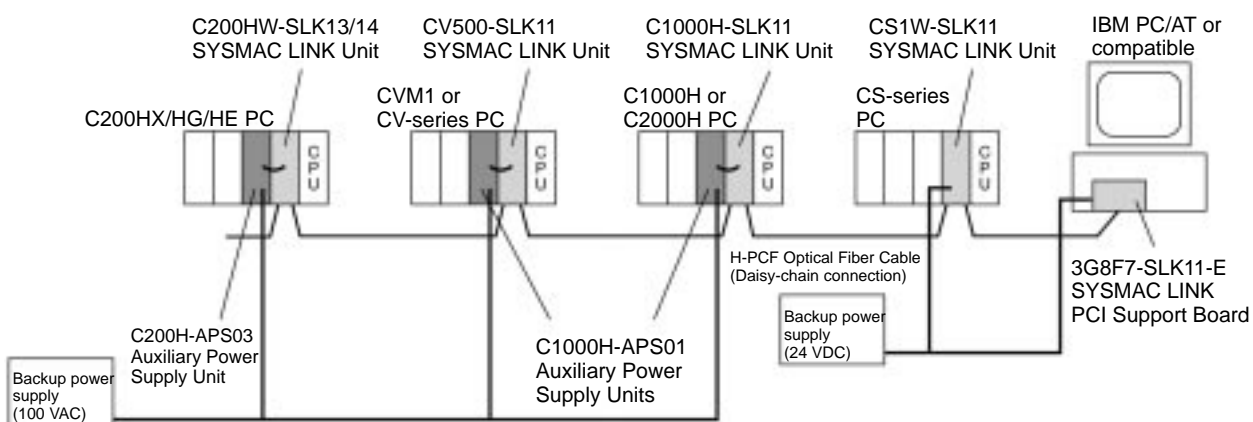 C200HW-SLK13/14
SYSMAC LINK Unit
CV500-SLK11
SYSMAC LINK Unit
C1000H-SLK11
SYSMAC LINK Unit
CS1W-SLK11
SYSMAC LINK Unit
IBM PC/AT or
compatible
C200HX/HG/HE PC
CVM1 or
CV-series PC
C1000H or
C2000H PC
CS-series
PC
CPU
CPU
CPU
CPU
H-PCF Optical Fiber Cable
(Daisy-chain connection)
3G8F7-SLK11-E
SYSMAC LINK
PCI Support Board
Backup power
supply
(24 VDC)
C200H-APS03
Auxiliary Power
Supply Unit
C1000H-APS01
Auxiliary Power
Supply Units
Backup power
supply
(100 VAC)